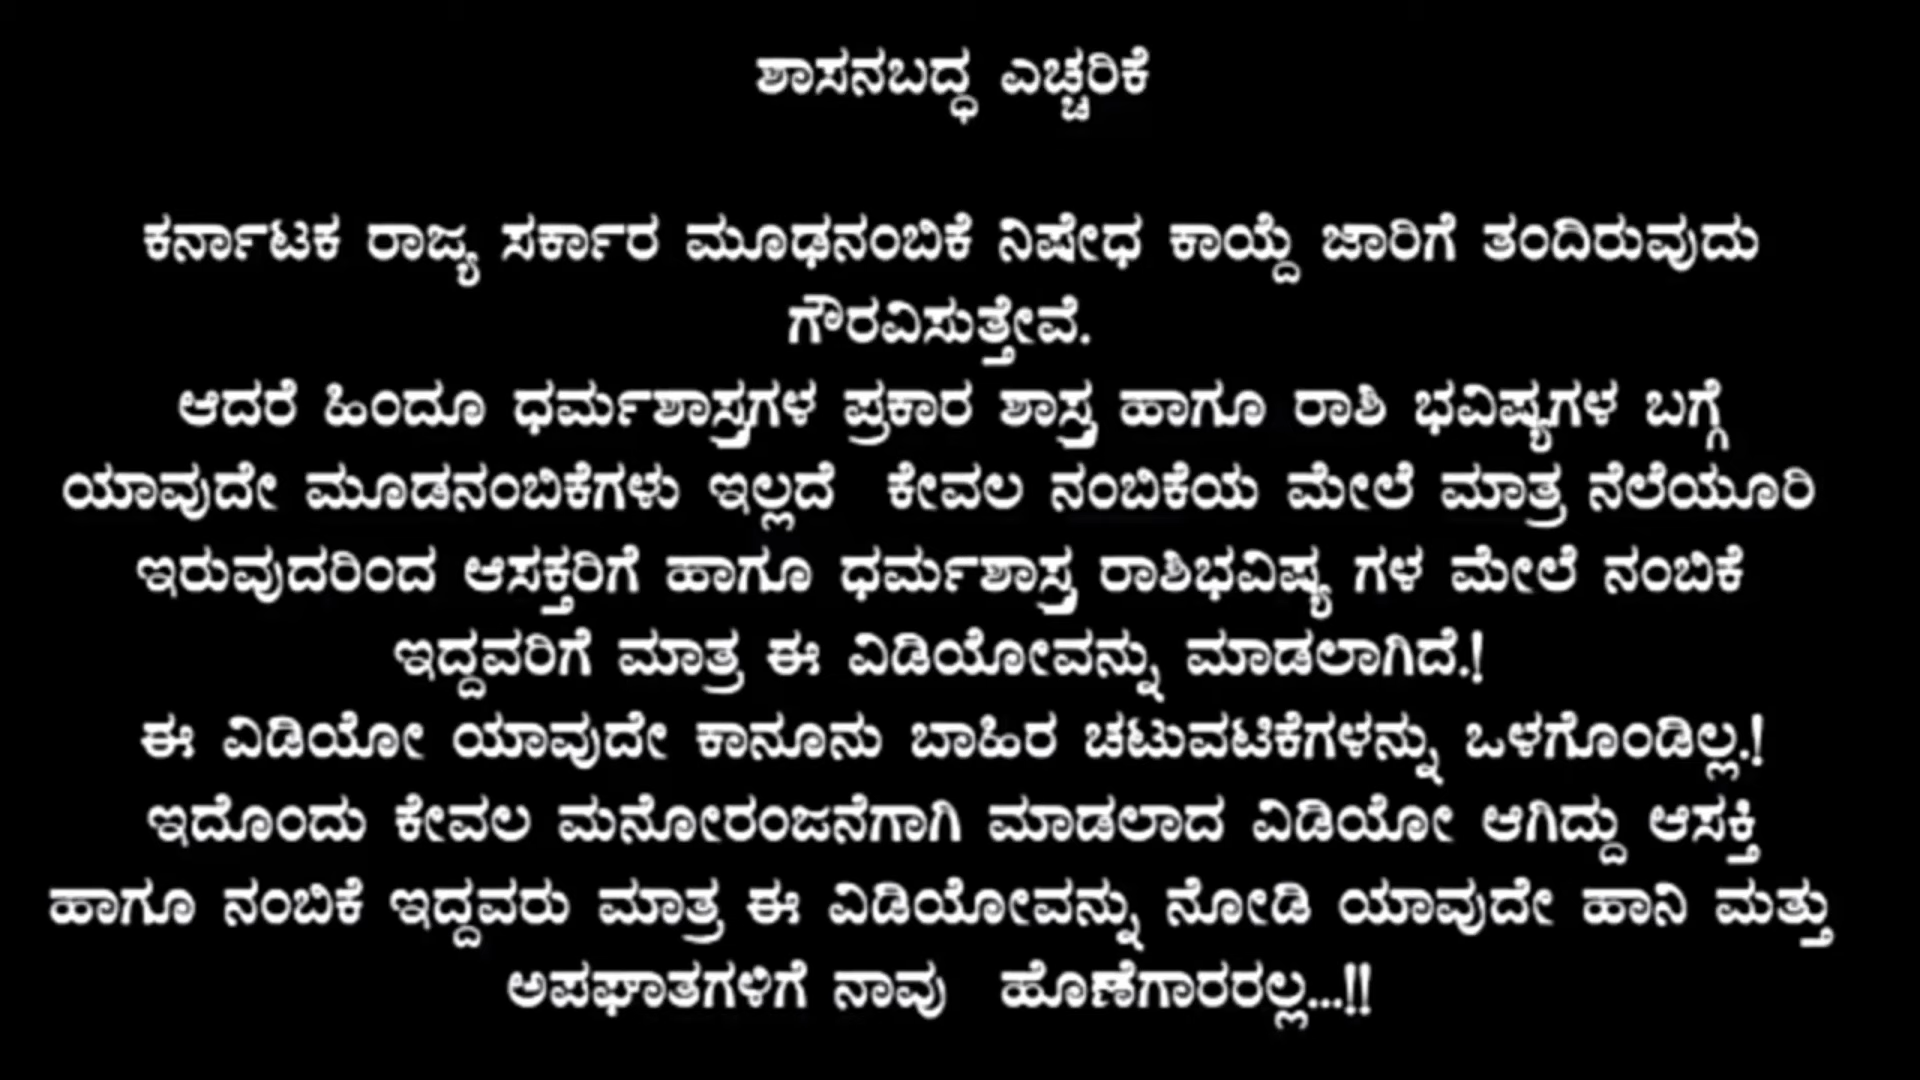 ಶಾಸನಬದ್ಧ ಎಚ್ಚರಿಕೆ
ಕರ್ನಾಟಕ ರಾಜ್ಯ ಸರ್ಕಾರ ಮೂಢನಂಬಿಕೆ ನಿಷೇಧ ಕಾಯ್ದೆ ಜಾರಿಗೆ ತಂದಿರುವುದು
ಗೌರವಿಸುತ್ತೇವೆ.
ಆದರೆ ಹಿಂದೂ ಧರ್ಮಶಾಸ್ತ್ರಗಳ ಪ್ರಕಾರ ಶಾಸ್ತ್ರ ಹಾಗೂ ರಾಶಿ ಭವಿಷ್ಯಗಳ ಬಗ್ಗೆ
ಯಾವುದೇ ಮೂಡನಂಬಿಕೆಗಳು ಇಲ್ಲದೆ ಕೇವಲ ನಂಬಿಕೆಯ ಮೇಲೆ ಮಾತ್ರ ನೆಲೆಯೂರಿ
ಇರುವುದರಿಂದ ಆಸಕ್ತರಿಗೆ ಹಾಗೂ ಧರ್ಮಶಾಸ್ತ್ರ ರಾಶಿಭವಿಷ್ಯ ಗಳ ಮೇಲೆ ನಂಬಿಕೆ
ಇದ್ದವರಿಗೆ ಮಾತ್ರ ಈ ವಿಡಿಯೋವನ್ನು ಮಾಡಲಾಗಿದೆ.!
ಈ ವಿಡಿಯೋ ಯಾವುದೇ ಕಾನೂನು ಬಾಹಿರ ಚಟುವಟಿಕೆಗಳನ್ನು ಒಳಗೊಂಡಿಲ್ಲ.!
ಇದೊಂದು ಕೇವಲ ಮನೋರಂಜನೆಗಾಗಿ ಮಾಡಲಾದ ವಿಡಿಯೋ ಆಗಿದ್ದು ಆಸಕ್ತಿ
ಹಾಗೂ ನಂಬಿಕೆ ಇದ್ದವರು ಮಾತ್ರ ಈ ವಿಡಿಯೋವನ್ನು ನೋಡಿ ಯಾವುದೇ ಹಾನಿ ಮತ್ತು
ಅಪಘಾತಗಳಿಗೆ ನಾವು ಹೊಣೆಗಾರರಲ್ಲ...!!